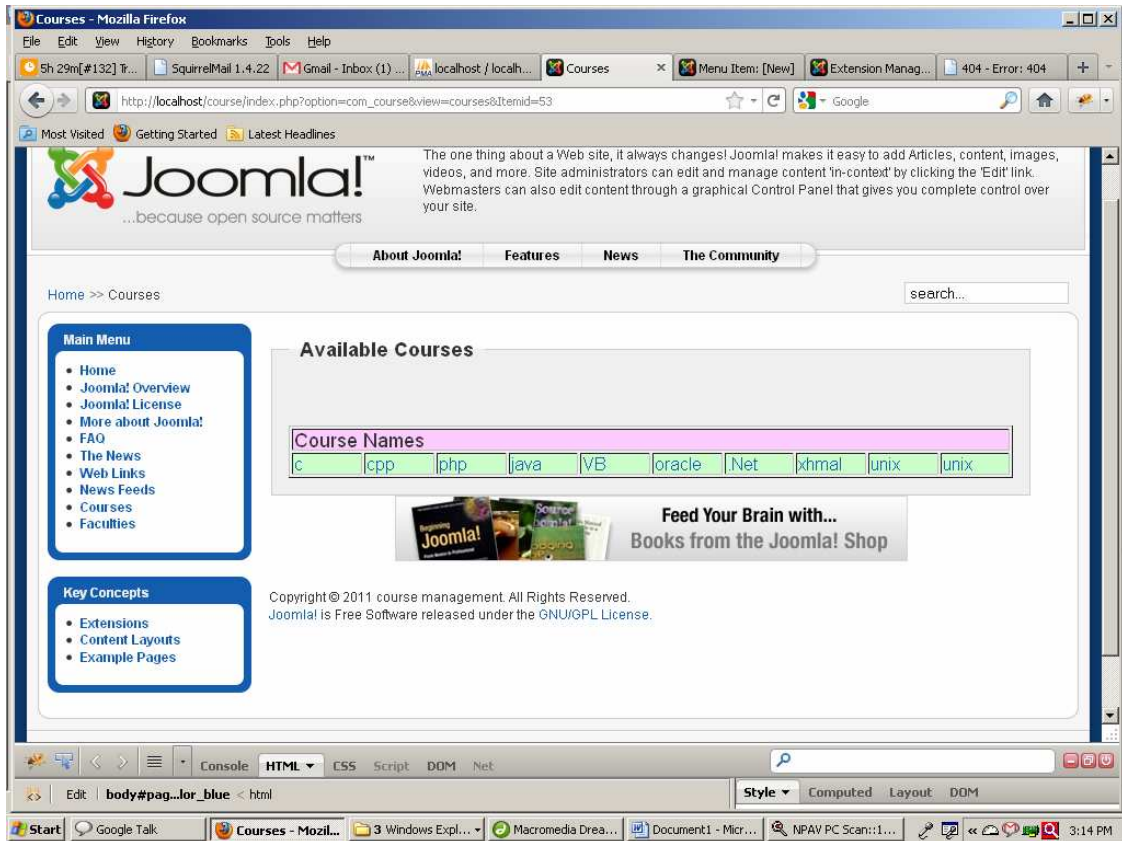 Courses - Mozilla Firefox
File Edit View History Bookmarks Tools Help
5h 29m[#132] Tr... SquirrelMail 1.4.22 Gmail - Inbox (1) ... localhost / localh... Courses Menu Item: [New] Extension Manag... 404 - Error: 404
http://localhost/course/index.php?option=com_course&view=courses&Itemid=53 Google
Most Visited Getting Started Latest Headlines
Joomla!™
...because open source matters
The one thing about a Web site, it always changes! Joomla! makes it easy to add Articles, content, images,
videos, and more. Site administrators can edit and manage content 'in-context' by clicking the 'Edit' link.
Webmasters can also edit content through a graphical Control Panel that gives you complete control over
your site.
About Joomla! Features News The Community
Home >> Courses search...
Main Menu
Home
Joomla! Overview
Joomla! License
More about Joomla!
FAQ
The News
Web Links
News Feeds
Courses
Faculties
Key Concepts
Extensions
Content Layouts
Example Pages
Available Courses
Course Names
c cpp php java VB oracle .Net xhmal unix unix
Beginning
Joomla!
Source
Feed Your Brain with...
Books from the Joomla! Shop
Copyright © 2011 course management. All Rights Reserved.
Joomla! is Free Software released under the GNU/GPL License.
Console HTML CSS Script DOM Net
Edit body#pag...lor_blue < html Style Computed Layout DOM
Start Google Talk Courses - Mozil... 3 Windows Expl... Macromedia Drea... Document1 - Micr... NPAV PC Scan::1... 3:14 PM